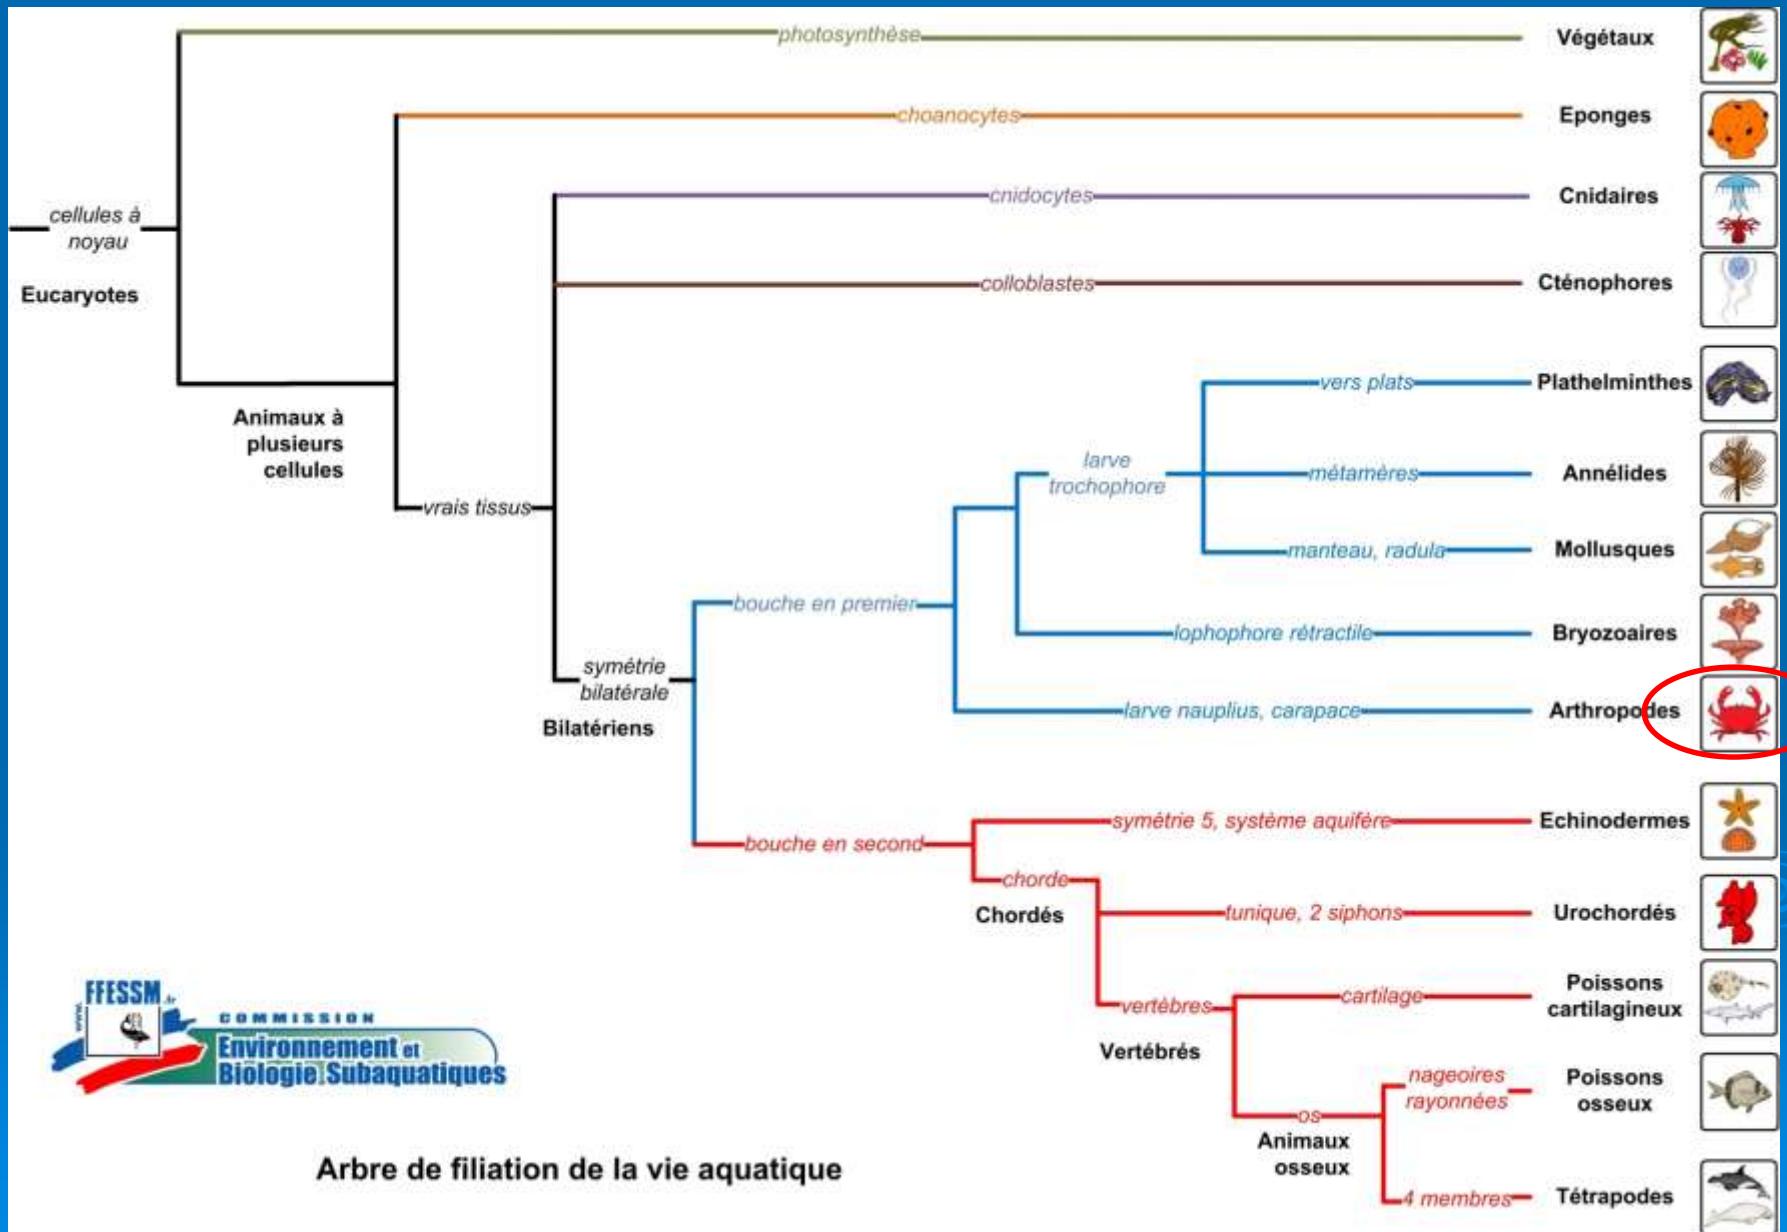 photosynthèse
Végétaux
choanocytes
Eponges
cnidocytes
Cnidaires
cellules à
noyau
Eucaryotes
colloblastes
Cténophores
vers plats
Plathelminthes
Animaux à
plusieurs
cellules
larve
trochophore
métamères
Annélides
vrais tissus
manteau, radula
Mollusques
bouche en premier
lophophore rétractile
Bryozoaires
symétrie
bilatérale
Bilatériens
larve nauplius, carapace
Arthropodes
symétrie 5, système aquifère
Echinodermes
bouche en second
chorde
Chordés
tunique, 2 siphons
Urochordés
vertèbres
Vertébrés
cartilage
Poissons
cartilagineux
nageoires
rayonnées
Poissons
osseux
os
Animaux
osseux
4 membres
Tétrapodes
www.
FFESSM.fr
COMMISSION
Environnement et
Biologie Subaquatiques
Arbre de filiation de la vie aquatique